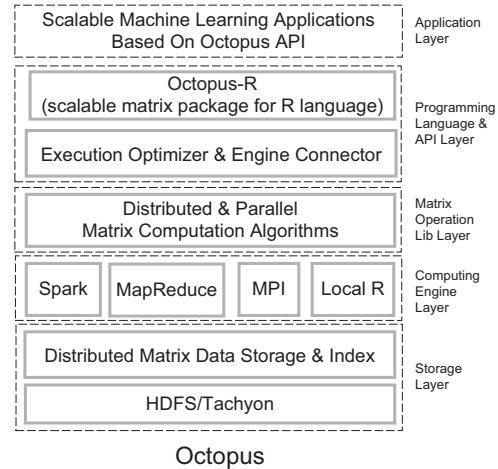 Scalable Machine Learning Applications
Based On Octopus API
Application
Layer
Octopus-R
(scalable matrix package for R language)
Execution Optimizer & Engine Connector
Programming
Language &
API Layer
Distributed & Parallel
Matrix Computation Algorithms
Matrix
Operation
Lib Layer
Spark
MapReduce
MPI
Local R
Computing
Engine
Layer
Distributed Matrix Data Storage & Index
HDFS/Tachyon
Storage
Layer
Octopus